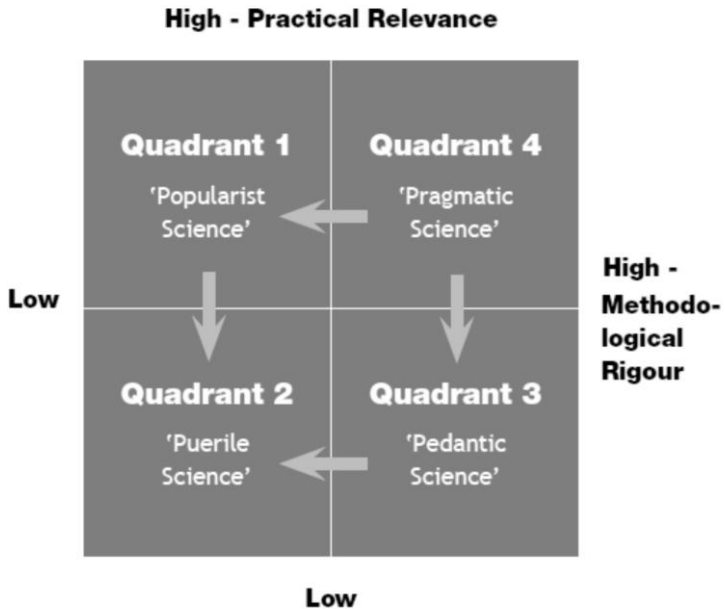 High - Practical Relevance
Quadrant 1
'Popularist
Science'
Quadrant 4
'Pragmatic
Science'
Low
High -
Methodo-
logical
Rigour
Quadrant 2
'Puerile
Science'
Quadrant 3
'Pedantic
Science'
Low